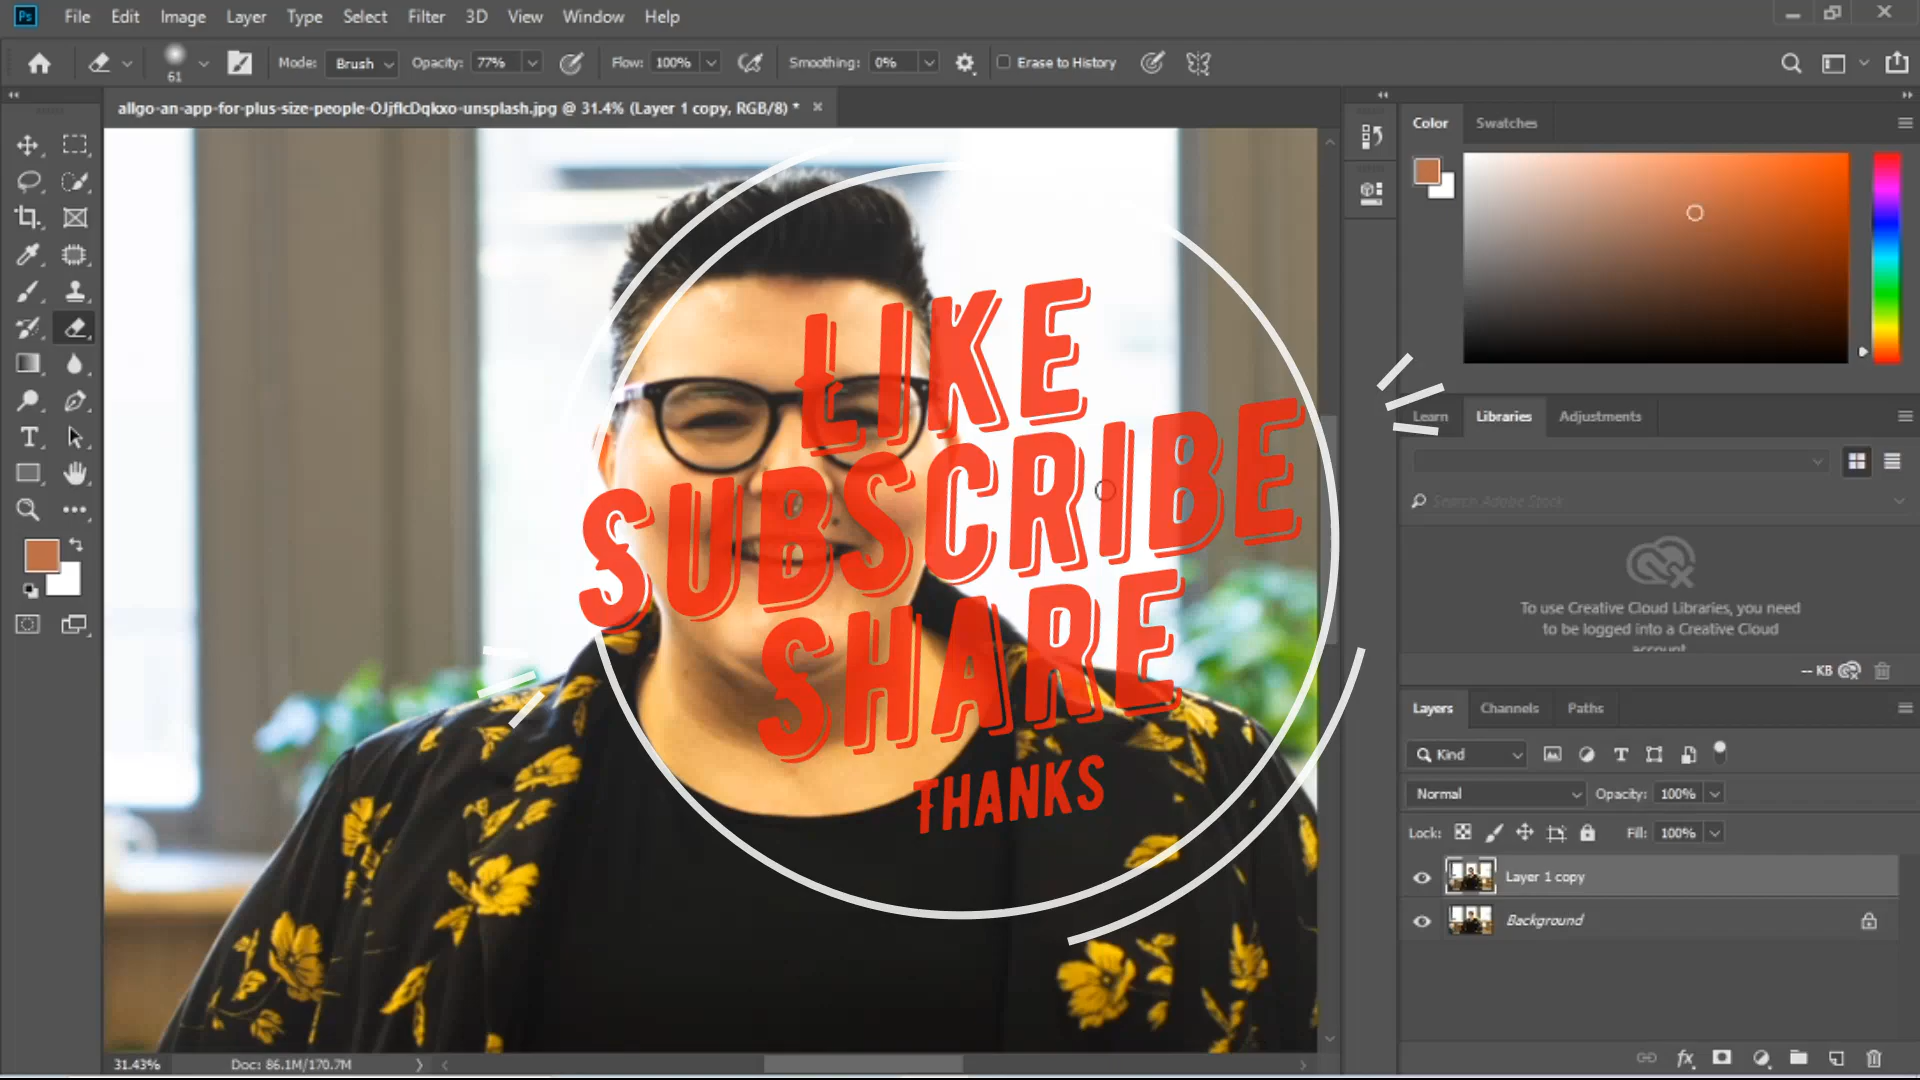 Ps File Edit Image Layer Type Select Filter 3D View Window Help
61 Mode: Brush Opacity: 77% Flow: 100% Smoothing: 0% Erase to History
allgo-an-app-for-plus-size-people-OJjflcDqkxo-unsplash.jpg @ 31.4% (Layer 1 copy, RGB/8) *
Color Swatches
LIKE
SUBSCRIBE
SHARE
THANKS
Learn Libraries Adjustments
Search Adobe Stock
To use Creative Cloud Libraries, you need
to be logged into a Creative Cloud
account
-- KB
Layers Channels Paths
Kind
Normal Opacity: 100%
Lock: Fill: 100%
Layer 1 copy
Background
31.43% Doc: 86.1M/170.7M